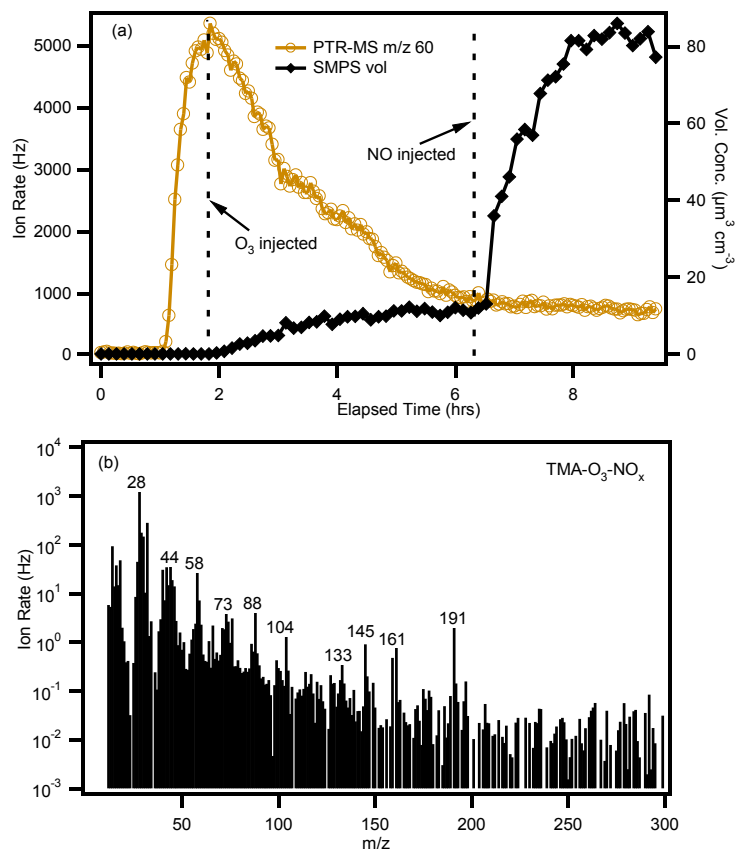 (a)
PTR-MS m/z 60
SMPS vol
NO injected
O3 injected
Ion Rate (Hz)
5000
4000
3000
2000
1000
0
Vol. Conc. (µm3 cm-3)
80
60
40
20
0
0 2 4 6 8
Elapsed Time (hrs)
(b)
TMA-O3-NOx
Ion Rate (Hz)
10^4
10^3
10^2
10^1
10^0
10^-1
10^-2
10^-3
28
44 58
73 88
104
133 145 161
191
50 100 150 200 250 300
m/z